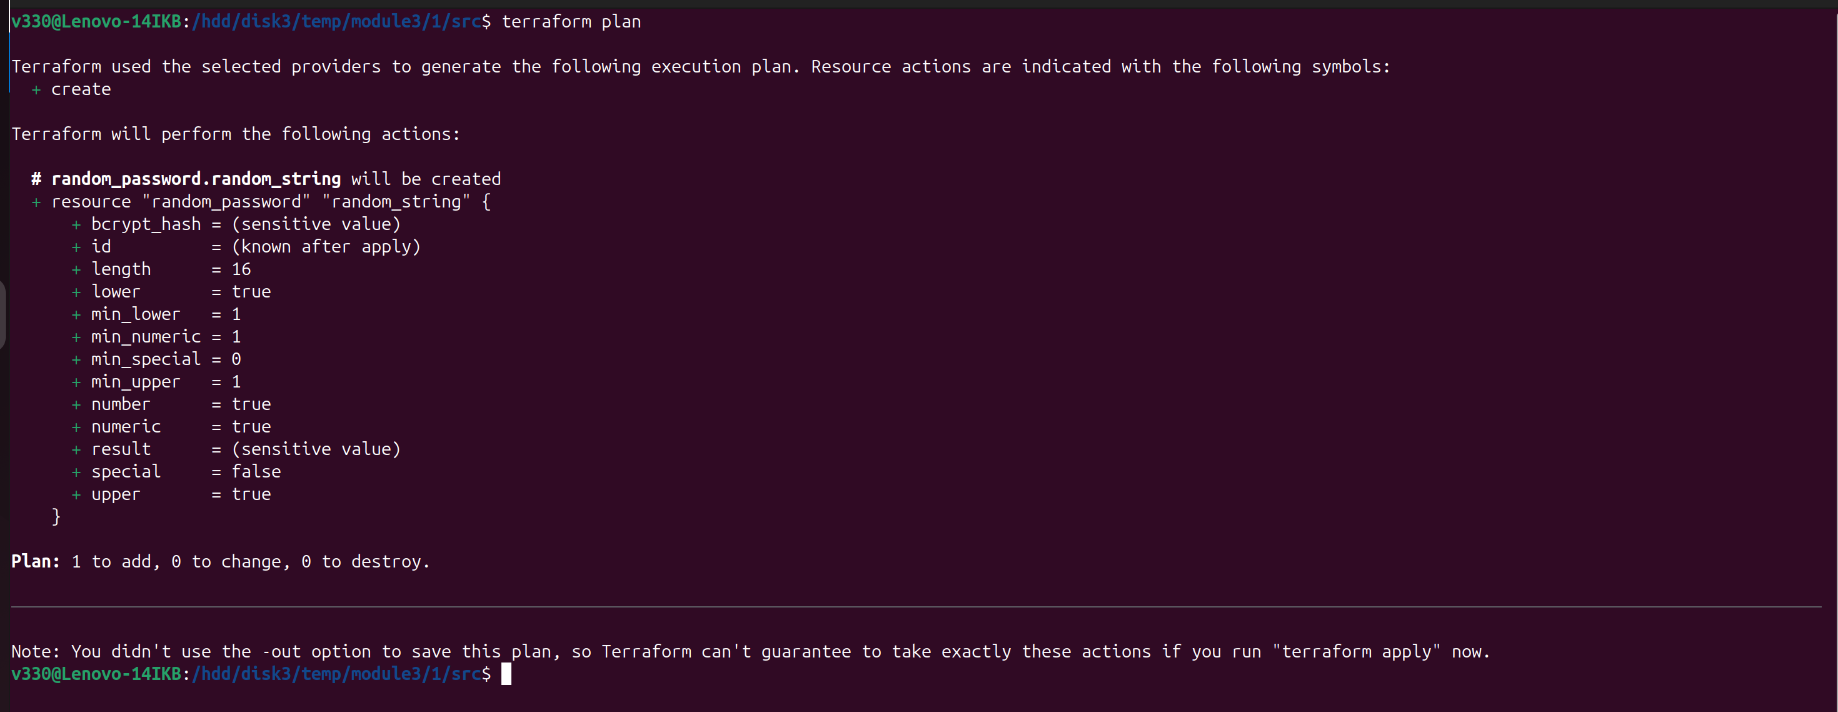 v330@Lenovo-14IKB:/hdd/disk3/temp/module3/1/src$ terraform plan
Terraform used the selected providers to generate the following execution plan. Resource actions are indicated with the following symbols:
+ create
Terraform will perform the following actions:
# random_password.random_string will be created
+ resource "random_password" "random_string" {
+ bcrypt_hash = (sensitive value)
+ id          = (known after apply)
+ length      = 16
+ lower       = true
+ min_lower   = 1
+ min_numeric = 1
+ min_special = 0
+ min_upper   = 1
+ number      = true
+ numeric     = true
+ result      = (sensitive value)
+ special     = false
+ upper       = true
}
Plan: 1 to add, 0 to change, 0 to destroy.
Note: You didn't use the -out option to save this plan, so Terraform can't guarantee to take exactly these actions if you run "terraform apply" now.
v330@Lenovo-14IKB:/hdd/disk3/temp/module3/1/src$